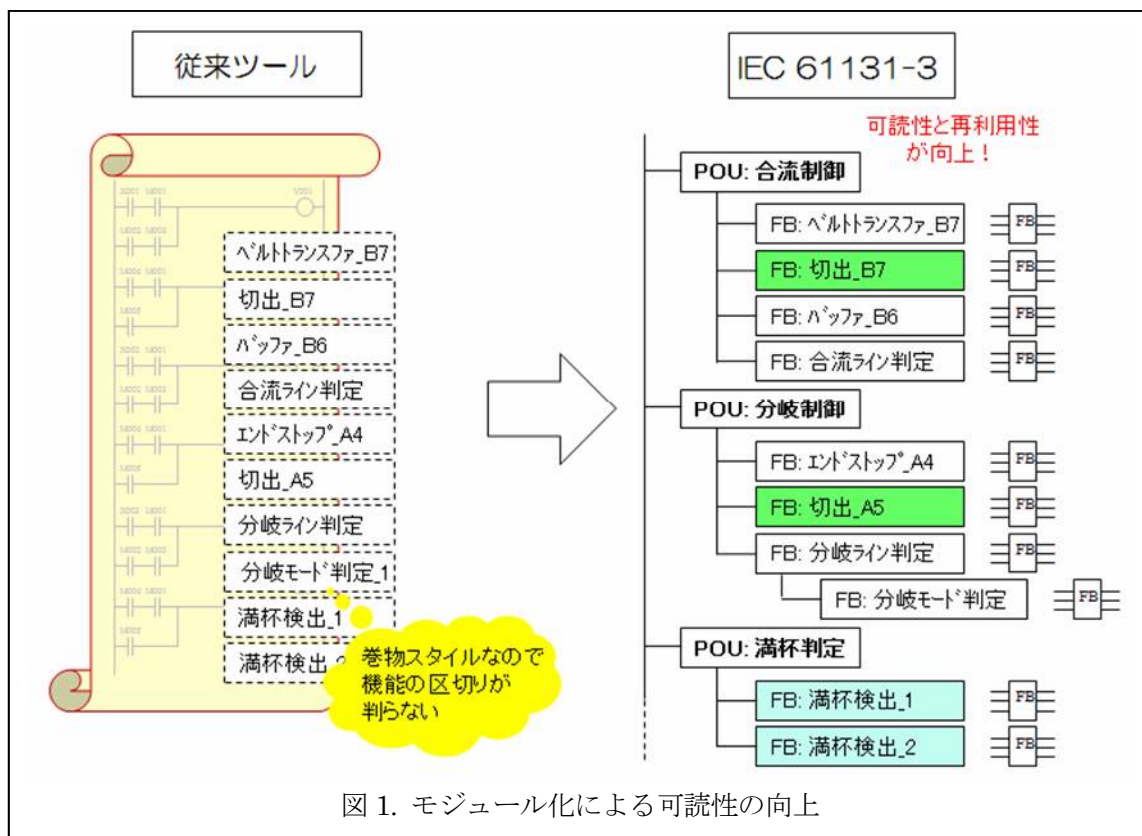 従来ツール
ﾍﾞﾙﾄﾄﾗﾝｽﾌｧ_B7
切出_B7
ﾊﾞｯﾌｧ_B6
合流ﾗｲﾝ判定
ｴﾝﾄﾞｽﾄｯﾌﾟ_A4
切出_A5
分岐ﾗｲﾝ判定
分岐ﾓｰﾄﾞ判定_1
満杯検出_1
満杯検出
巻物スタイルなので
機能の区切りが
判らない
IEC 61131-3
可読性と再利用性
が向上！
POU: 合流制御
FB: ﾍﾞﾙﾄﾄﾗﾝｽﾌｧ_B7
FB
FB: 切出_B7
FB
FB: ﾊﾞｯﾌｧ_B6
FB
FB: 合流ﾗｲﾝ判定
FB
POU: 分岐制御
FB: ｴﾝﾄﾞｽﾄｯﾌﾟ_A4
FB
FB: 切出_A5
FB
FB: 分岐ﾗｲﾝ判定
FB
FB: 分岐ﾓｰﾄﾞ判定
FB
POU: 満杯判定
FB: 満杯検出_1
FB
FB: 満杯検出_2
FB
図 1. モジュール化による可読性の向上